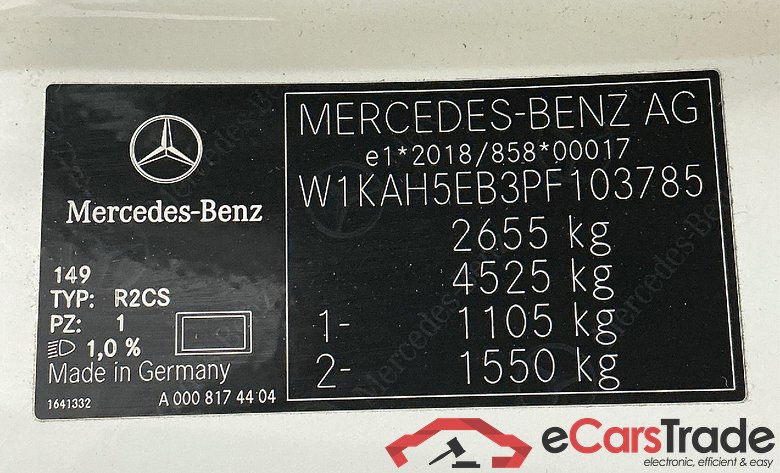 Mercedes-Benz
149
TYP: R2CS
PZ: 1
1,0 %
Made in Germany
1641332 A 000 817 44 04
MERCEDES-BENZ AG
e1*2018/858*00017
W1KAH5EB3PF103785
2655 kg
4525 kg
1- 1105 kg
2- 1550 kg
eCarsTrade
electronic, efficient & easy